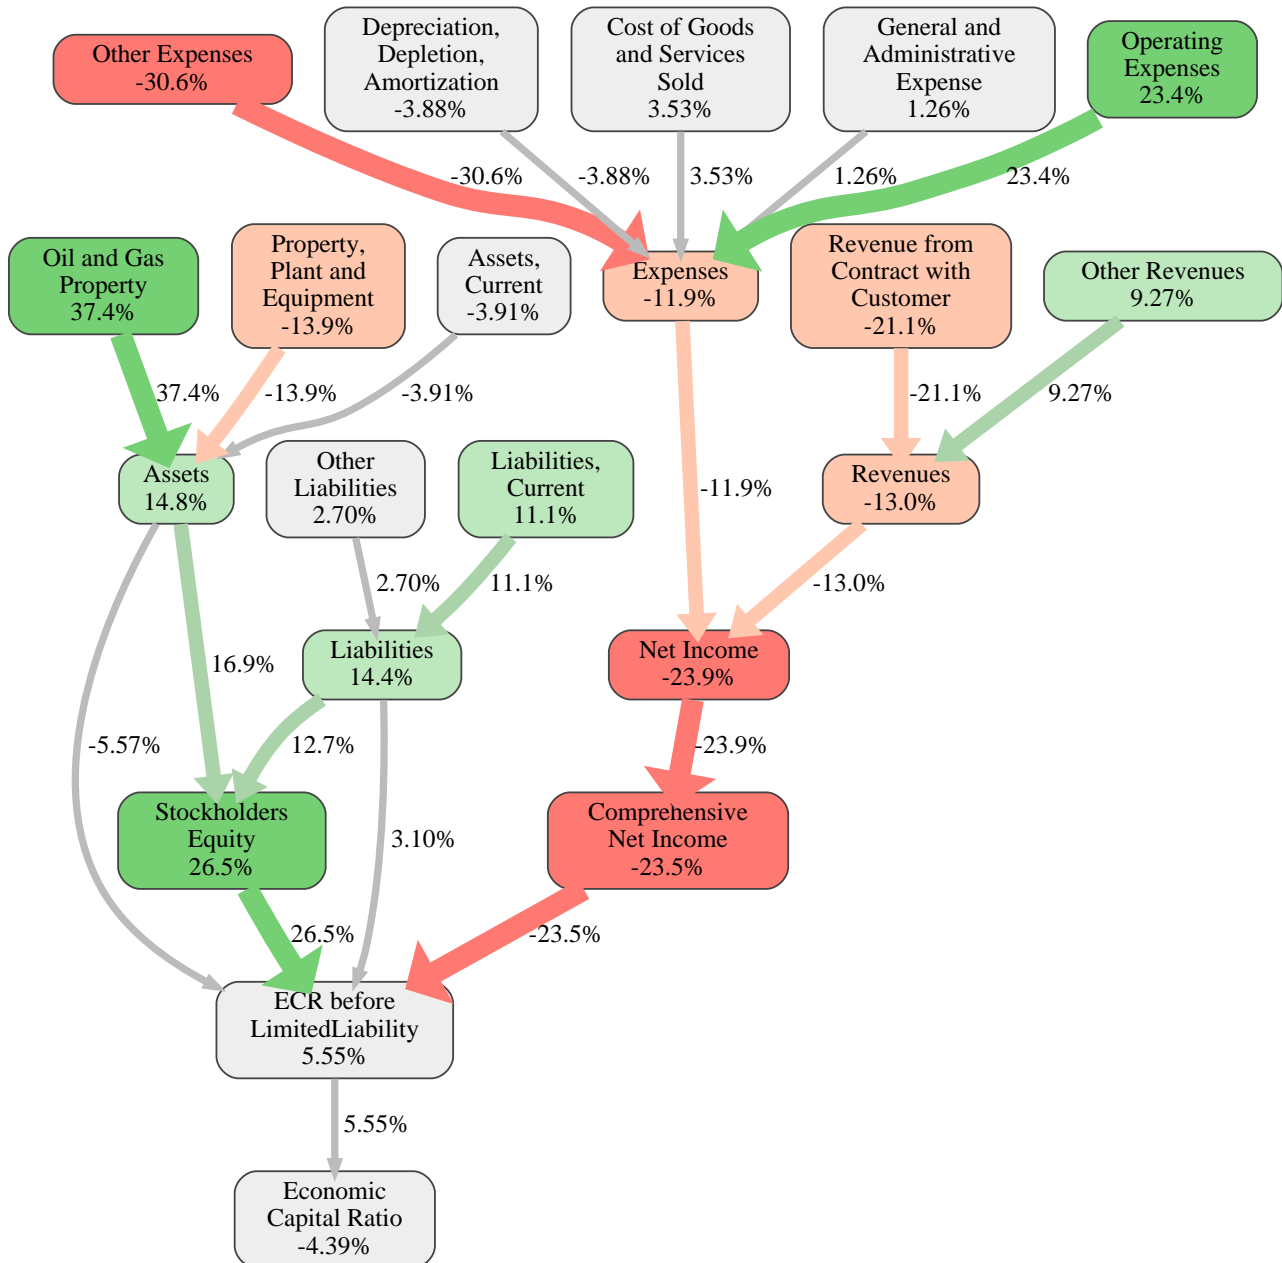 Other Expenses
-30.6%
Depreciation,
Depletion,
Amortization
-3.88%
Cost of Goods
and Services
Sold
3.53%
General and
Administrative
Expense
1.26%
Operating
Expenses
23.4%
-30.6%
-3.88%
3.53%
1.26%
23.4%
Oil and Gas
Property
37.4%
Property,
Plant and
Equipment
-13.9%
Assets,
Current
-3.91%
Expenses
-11.9%
Revenue from
Contract with
Customer
-21.1%
Other Revenues
9.27%
37.4%
-13.9%
-3.91%
-21.1%
9.27%
Assets
14.8%
Other
Liabilities
2.70%
Liabilities,
Current
11.1%
-11.9%
Revenues
-13.0%
2.70%
11.1%
-13.0%
Liabilities
14.4%
Net Income
-23.9%
16.9%
-5.57%
12.7%
-23.9%
Stockholders
Equity
26.5%
3.10%
Comprehensive
Net Income
-23.5%
26.5%
-23.5%
ECR before
LimitedLiability
5.55%
5.55%
Economic
Capital Ratio
-4.39%